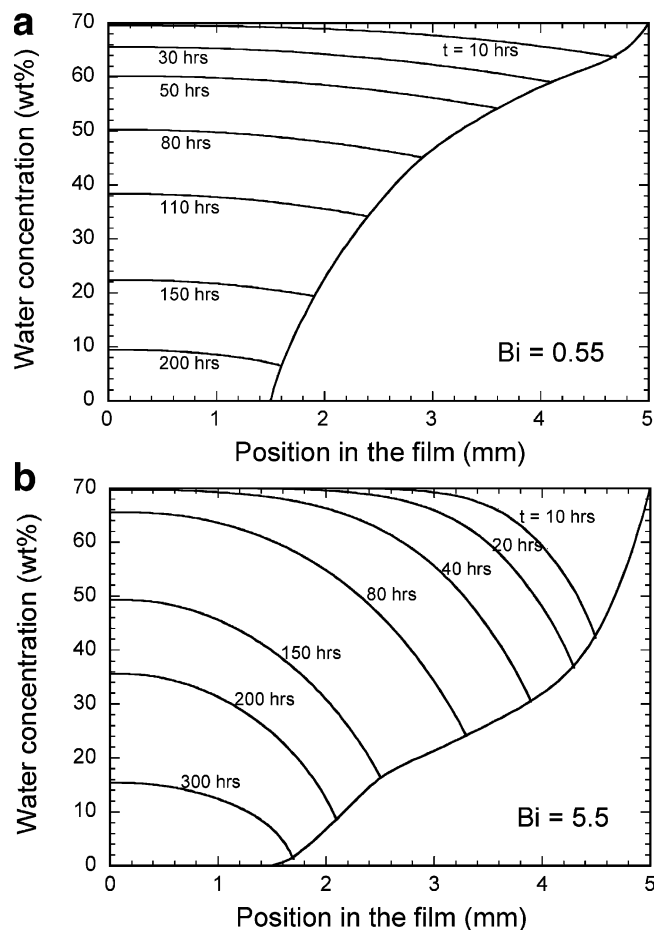 a
70
60
50
40
30
20
10
0
Water concentration (wt%)
t = 10 hrs
30 hrs
50 hrs
80 hrs
110 hrs
150 hrs
200 hrs
Bi = 0.55
0 1 2 3 4 5
Position in the film (mm)
b
70
60
50
40
30
20
10
0
Water concentration (wt%)
t = 10 hrs
20 hrs
40 hrs
80 hrs
150 hrs
200 hrs
300 hrs
Bi = 5.5
0 1 2 3 4 5
Position in the film (mm)